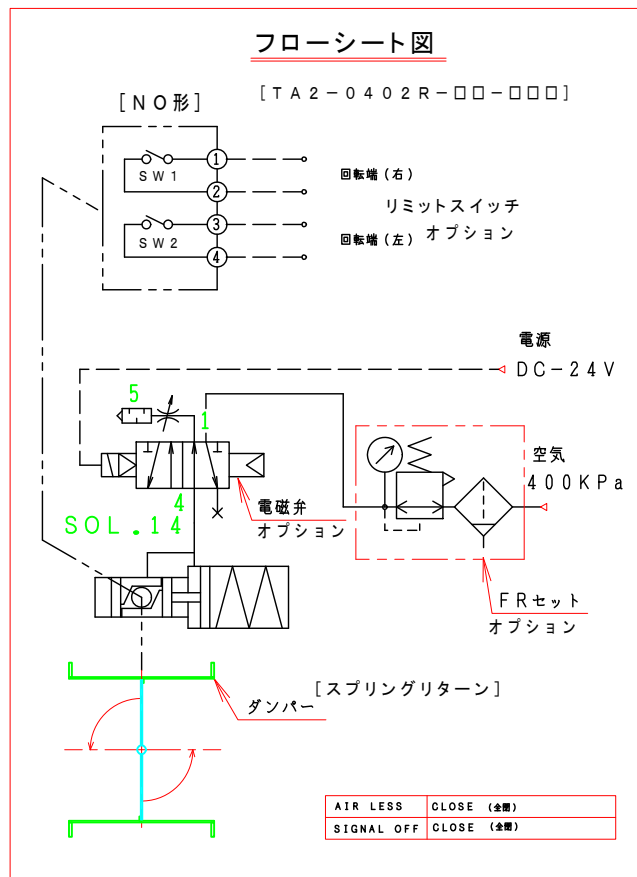 フローシート図
[TA2-0402R-□□-□□□]
[NO形]
SW1
1
2
回転端(右)
リミットスイッチ
オプション
SW2
3
4
回転端(左)
電源
DC-24V
5
1
4
SOL.14
電磁弁
オプション
空気
400KPa
FRセット
オプション
[スプリングリターン]
ダンパー
AIR LESS CLOSE (全閉)
SIGNAL OFF CLOSE (全閉)